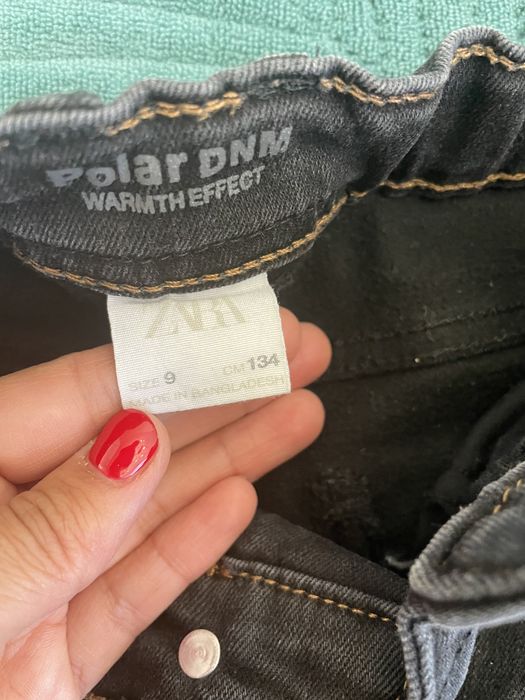 Polar DNM
WARMTH EFFECT
ZARA
SIZE 9 CM 134
MADE IN BANGLADESH